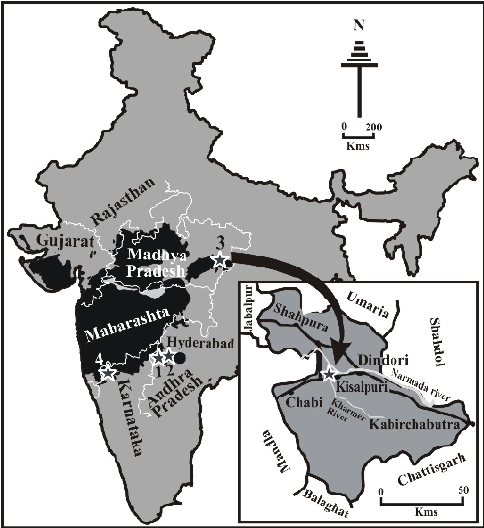 N
0 200
Kms
Rajasthan
Gujarat
Madhya
Pradesh
3
Mabarashta
Hyderabad
4
1 2
Andhra
Pradesh
Karnataka
Jabalpur
Umaria
Shahpura
Shahdol
Dindori
Kisalpuri
Narmada river
Chabi
Kharmer
River
Kabirchabutra
Mandla
Chattisgarh
Balaghat
0 50
Kms